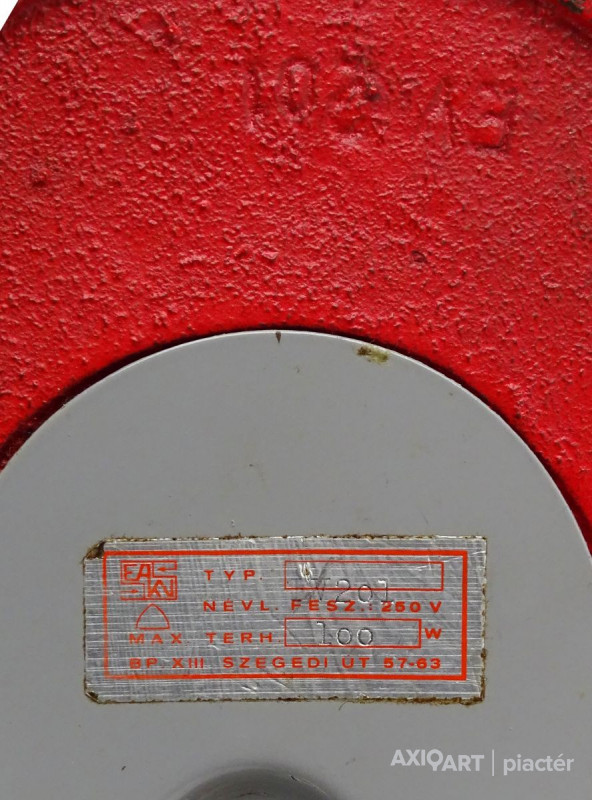 TYP. V201
NEVL. FESZ.: 250 V
MAX TERH 100 W
BP. XIII. SZEGEDI ÚT 57-63
AXIOART | piactér